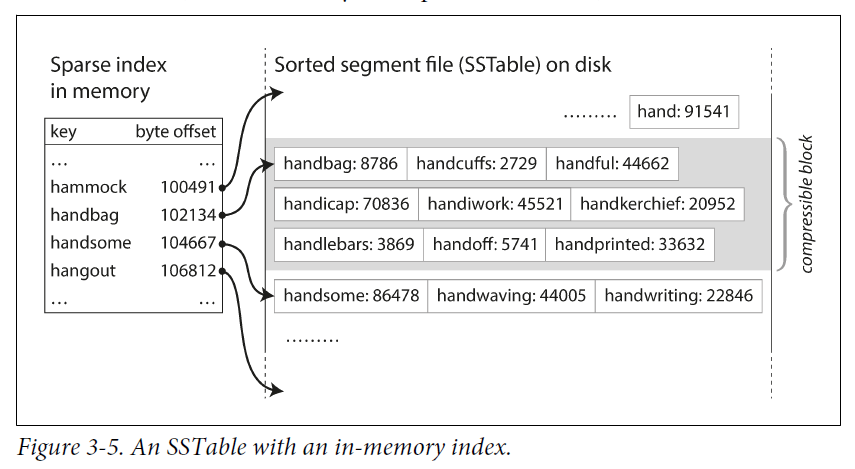 Sparse index
in memory
key byte offset
... ...
hammock 100491
handbag 102134
handsome 104667
hangout 106812
... ...
Sorted segment file (SSTable) on disk
......... hand: 91541
handbag: 8786 handcuffs: 2729 handful: 44662
handicap: 70836 handiwork: 45521 handkerchief: 20952
handlebars: 3869 handoff: 5741 handprinted: 33632
handsome: 86478 handwaving: 44005 handwriting: 22846
.........
compressible block
Figure 3-5. An SSTable with an in-memory index.